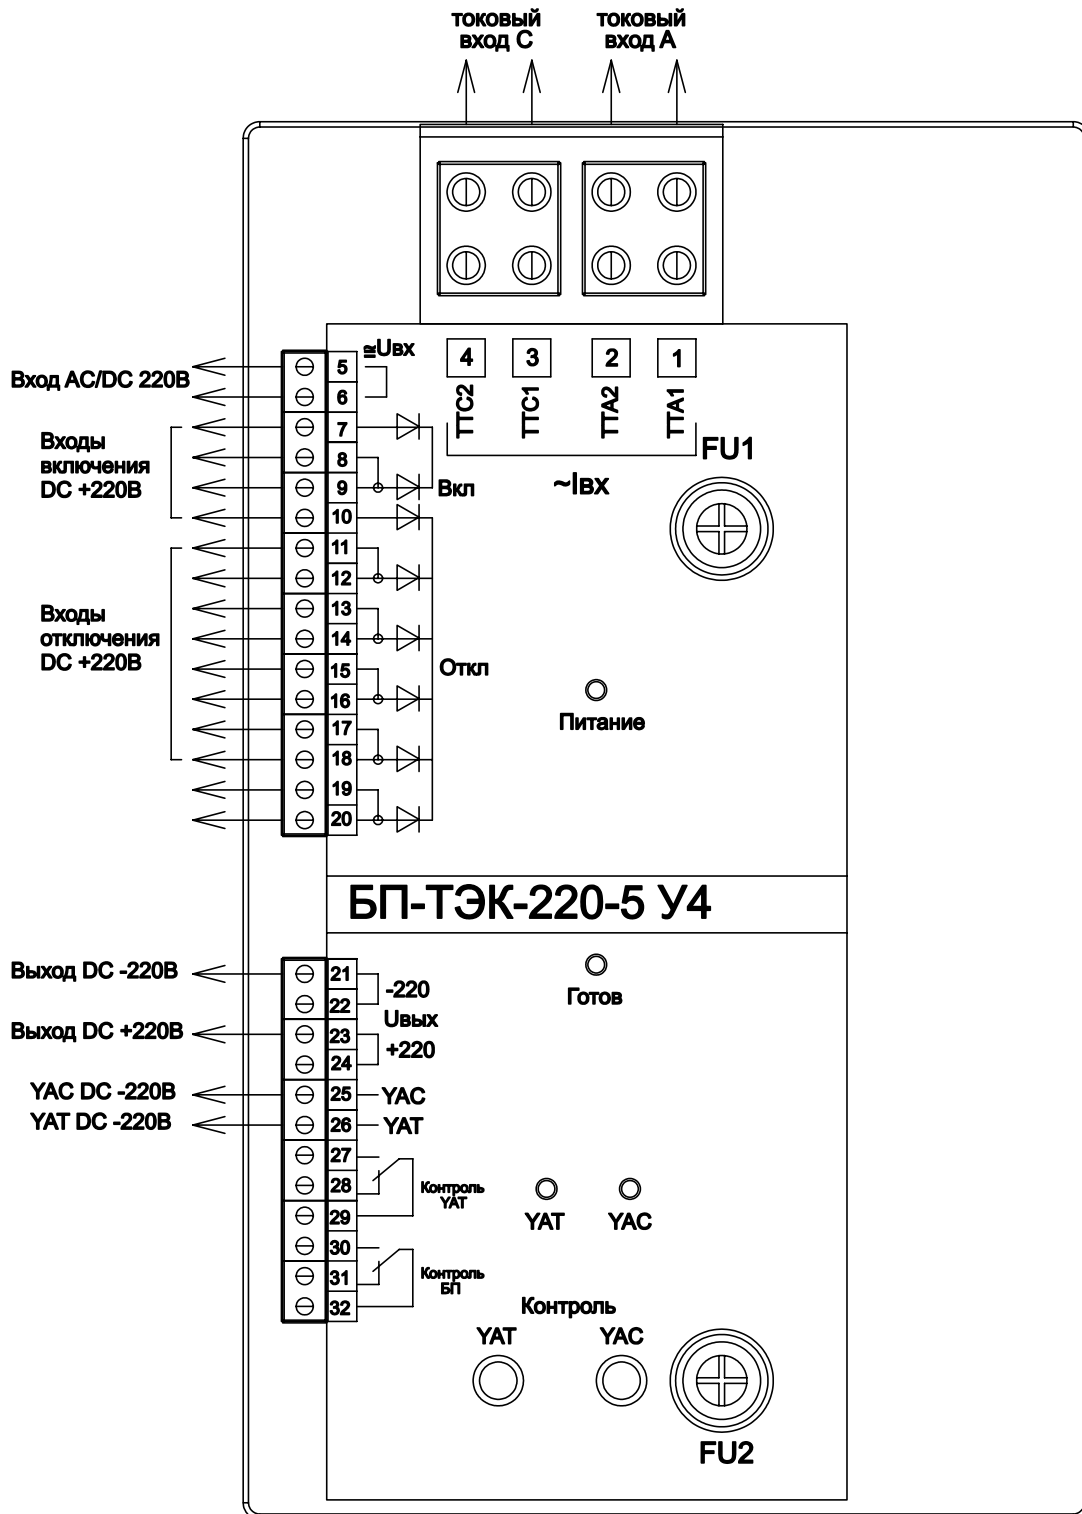 токовый
вход С
токовый
вход А
4
3
2
1
ТТС2
ТТС1
ТТА2
ТТА1
~Iвх
FU1
Вход AC/DC 220В
5
≅Uвх
6
Входы
включения
DC +220В
7
8
9
Вкл
10
11
12
Входы
отключения
DC +220В
13
14
15
Откл
16
17
18
19
20
Питание
БП-ТЭК-220-5 У4
Готов
Выход DC -220В
21
-220
22
Uвых
Выход DC +220В
23
+220
24
YAC DC -220В
25
YAC
YAT DC -220В
26
YAT
27
28
29
Контроль
YAT
30
31
32
Контроль
БП
YAT
YAC
Контроль
YAT
YAC
FU2